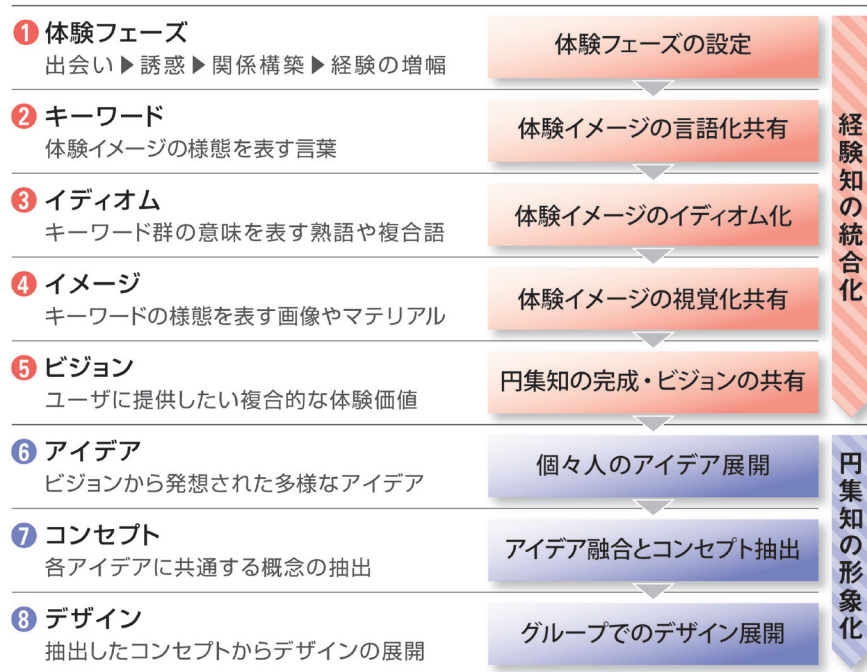 ❶ 体験フェーズ
出会い▶誘惑▶関係構築▶経験の増幅
体験フェーズの設定
❷ キーワード
体験イメージの様態を表す言葉
体験イメージの言語化共有
❸ イディオム
キーワード群の意味を表す熟語や複合語
体験イメージのイディオム化
❹ イメージ
キーワードの様態を表す画像やマテリアル
体験イメージの視覚化共有
❺ ビジョン
ユーザに提供したい複合的な体験価値
円集知の完成・ビジョンの共有
経験知の統合化
❻ アイデア
ビジョンから発想された多様なアイデア
個々人のアイデア展開
❼ コンセプト
各アイデアに共通する概念の抽出
アイデア融合とコンセプト抽出
❽ デザイン
抽出したコンセプトからデザインの展開
グループでのデザイン展開
円集知の形象化